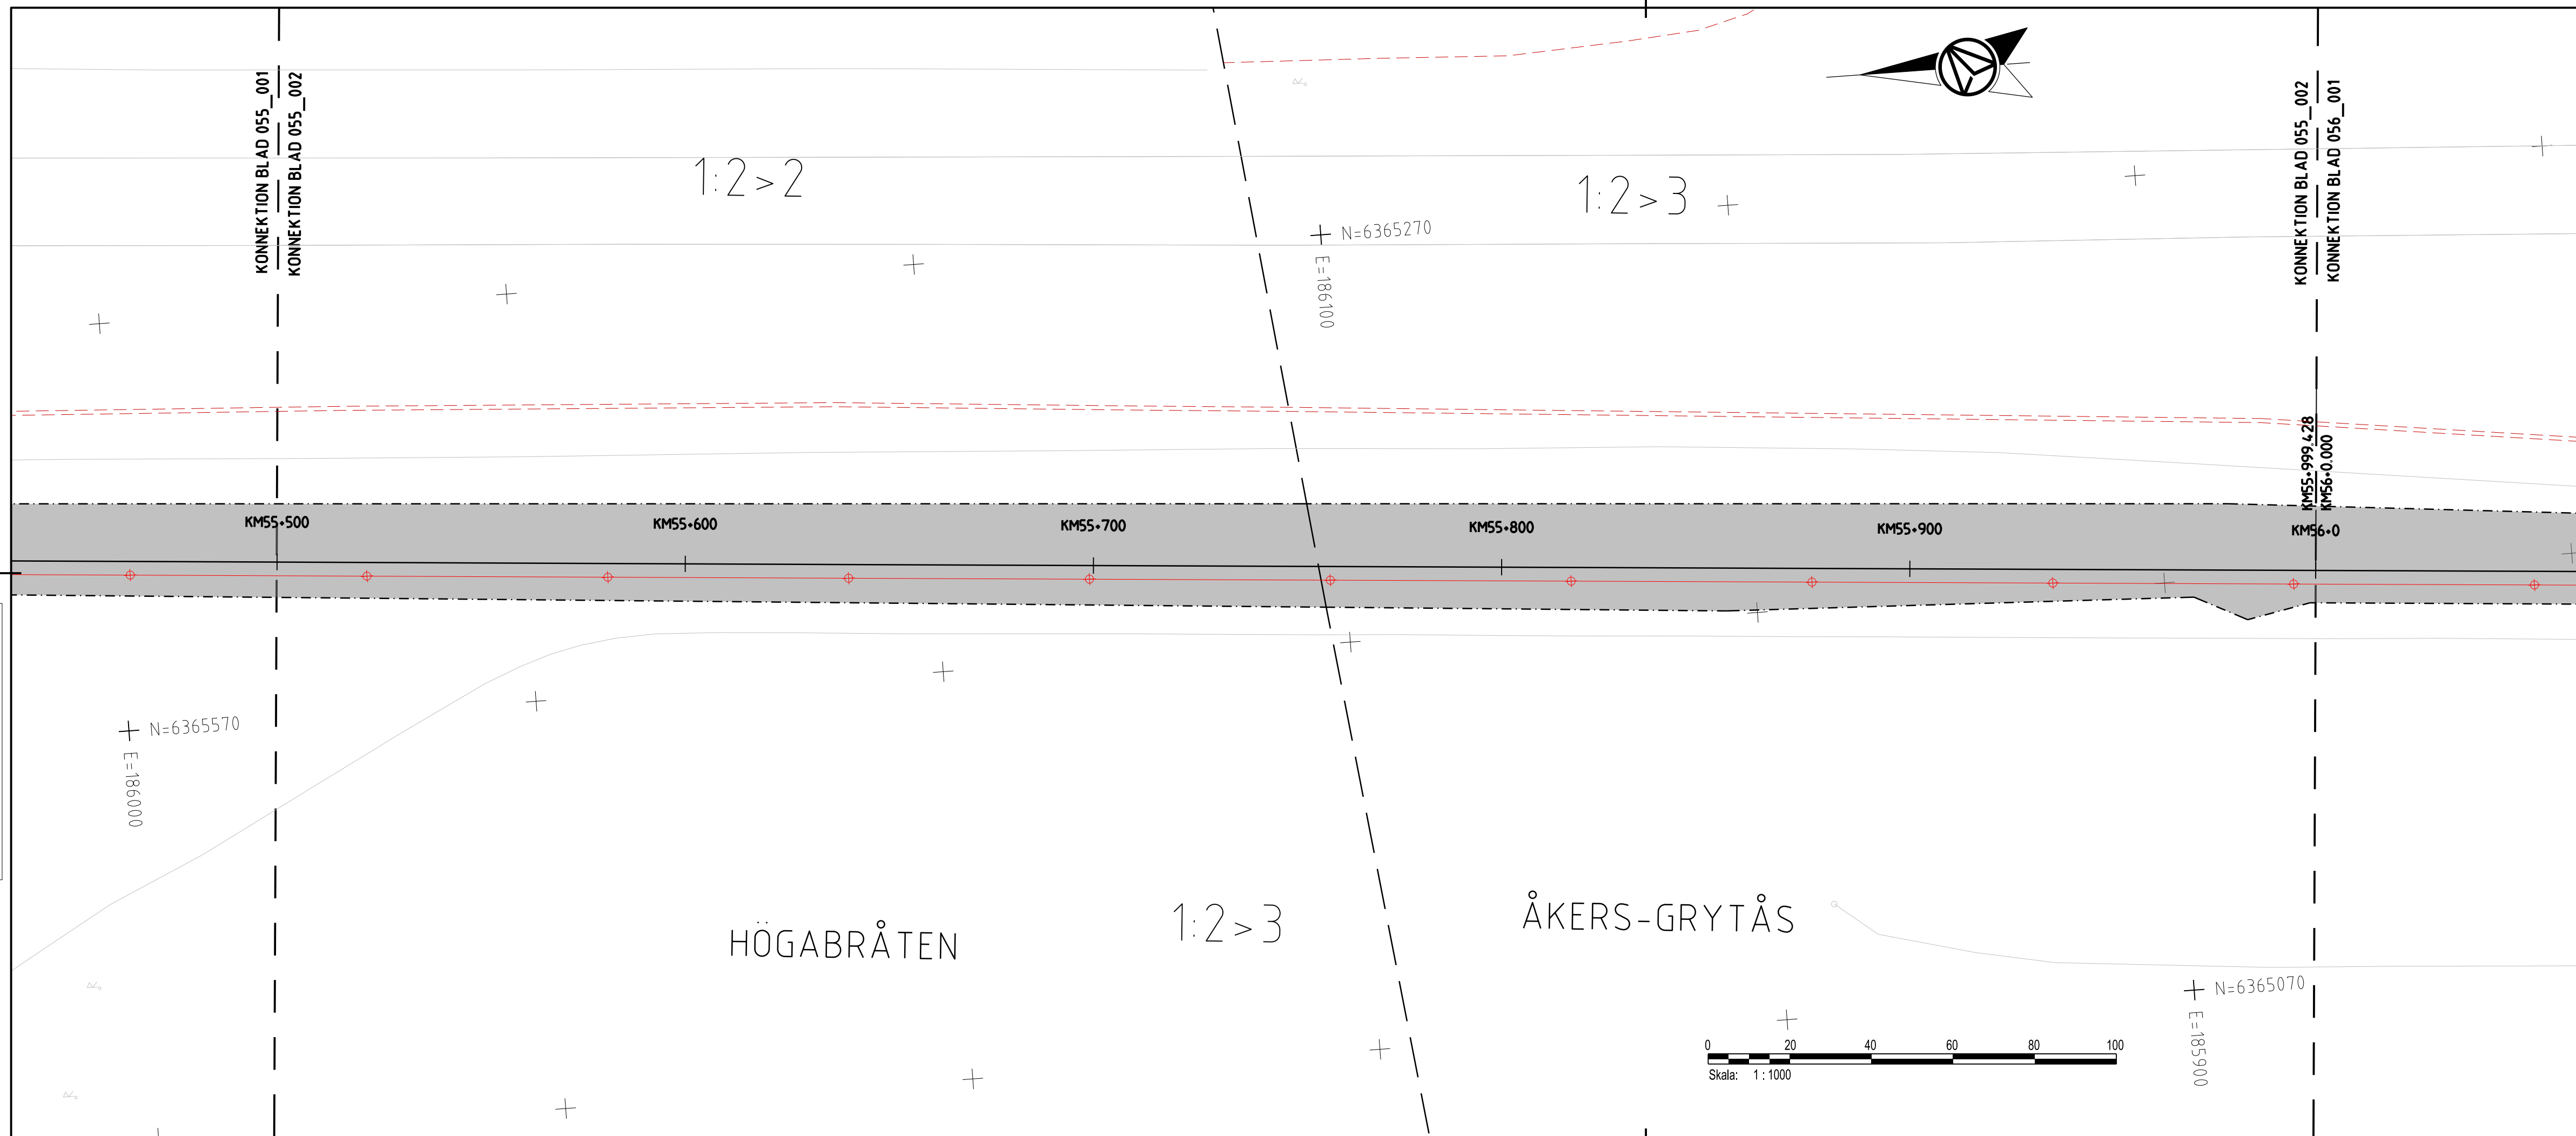 KONNEKTION BLAD 055_001
KONNEKTION BLAD 055_002
KONNEKTION BLAD 055_002
KONNEKTION BLAD 056_001
1:2>2
1:2>3
N=6365270
E=186100
KM55+999.428
KM56+0.000
KM55+500
KM55+600
KM55+700
KM55+800
KM55+900
KM56+0
N=6365570
E=186000
HÖGABRÅTEN
1:2>3
ÅKERS-GRYTÅS
N=6365070
E=185900
0 20 40 60 80 100
Skala: 1 : 1000